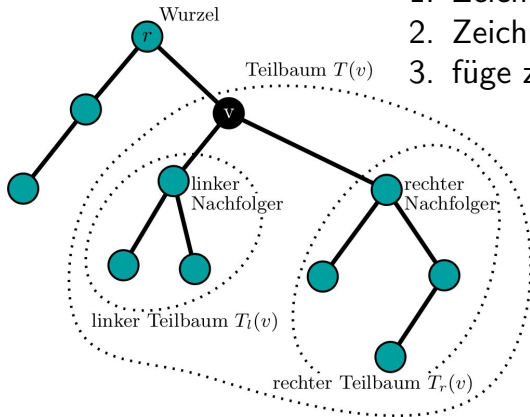 Wurzel
r
2. Zeich
Teilbaum T(v)
3. füge z
v
linker
Nachfolger
rechter
Nachfolger
linker Teilbaum T_l(v)
rechter Teilbaum T_r(v)